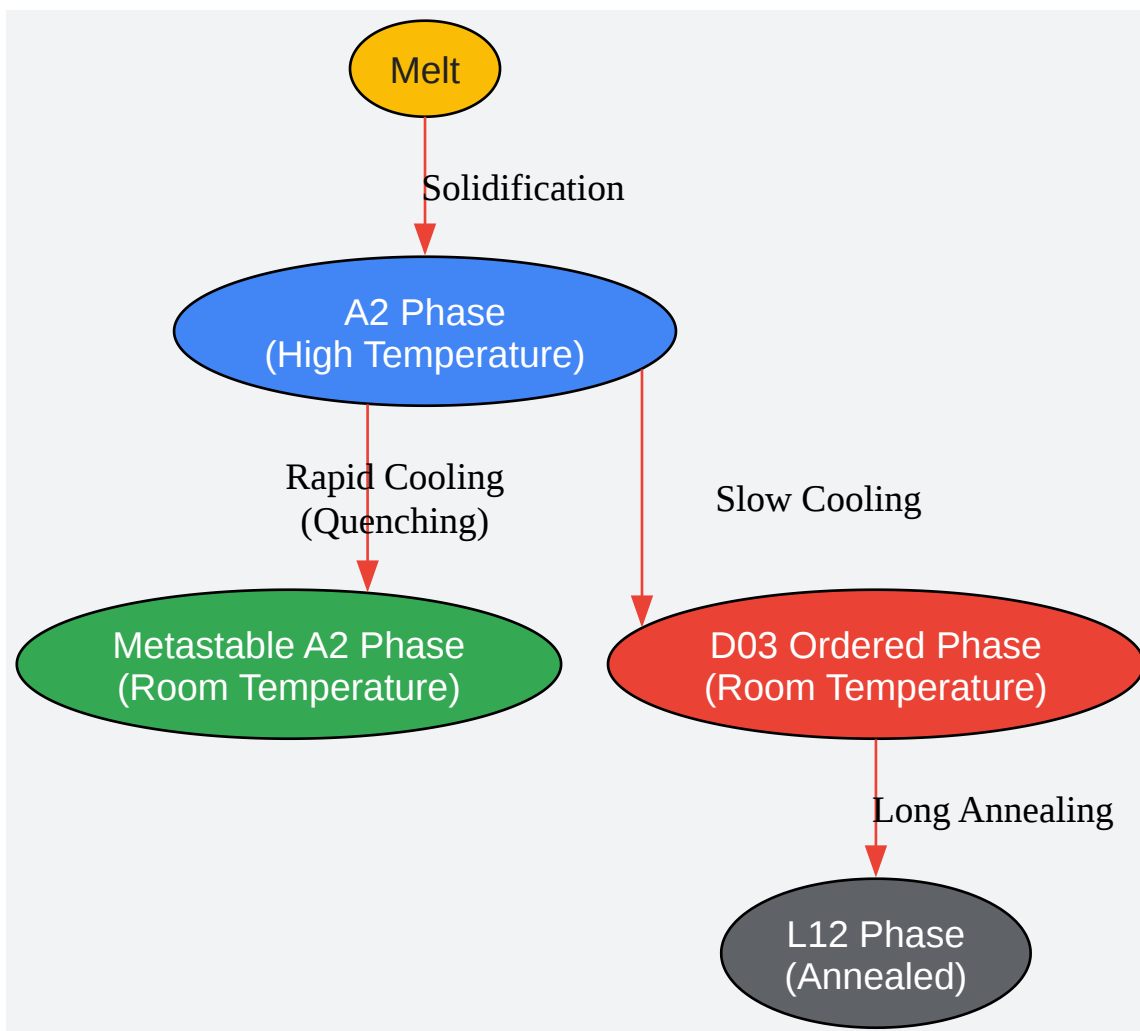 Melt
Solidification
A2 Phase
(High Temperature)
Rapid Cooling
(Quenching)
Slow Cooling
Metastable A2 Phase
(Room Temperature)
D03 Ordered Phase
(Room Temperature)
Long Annealing
L12 Phase
(Annealed)